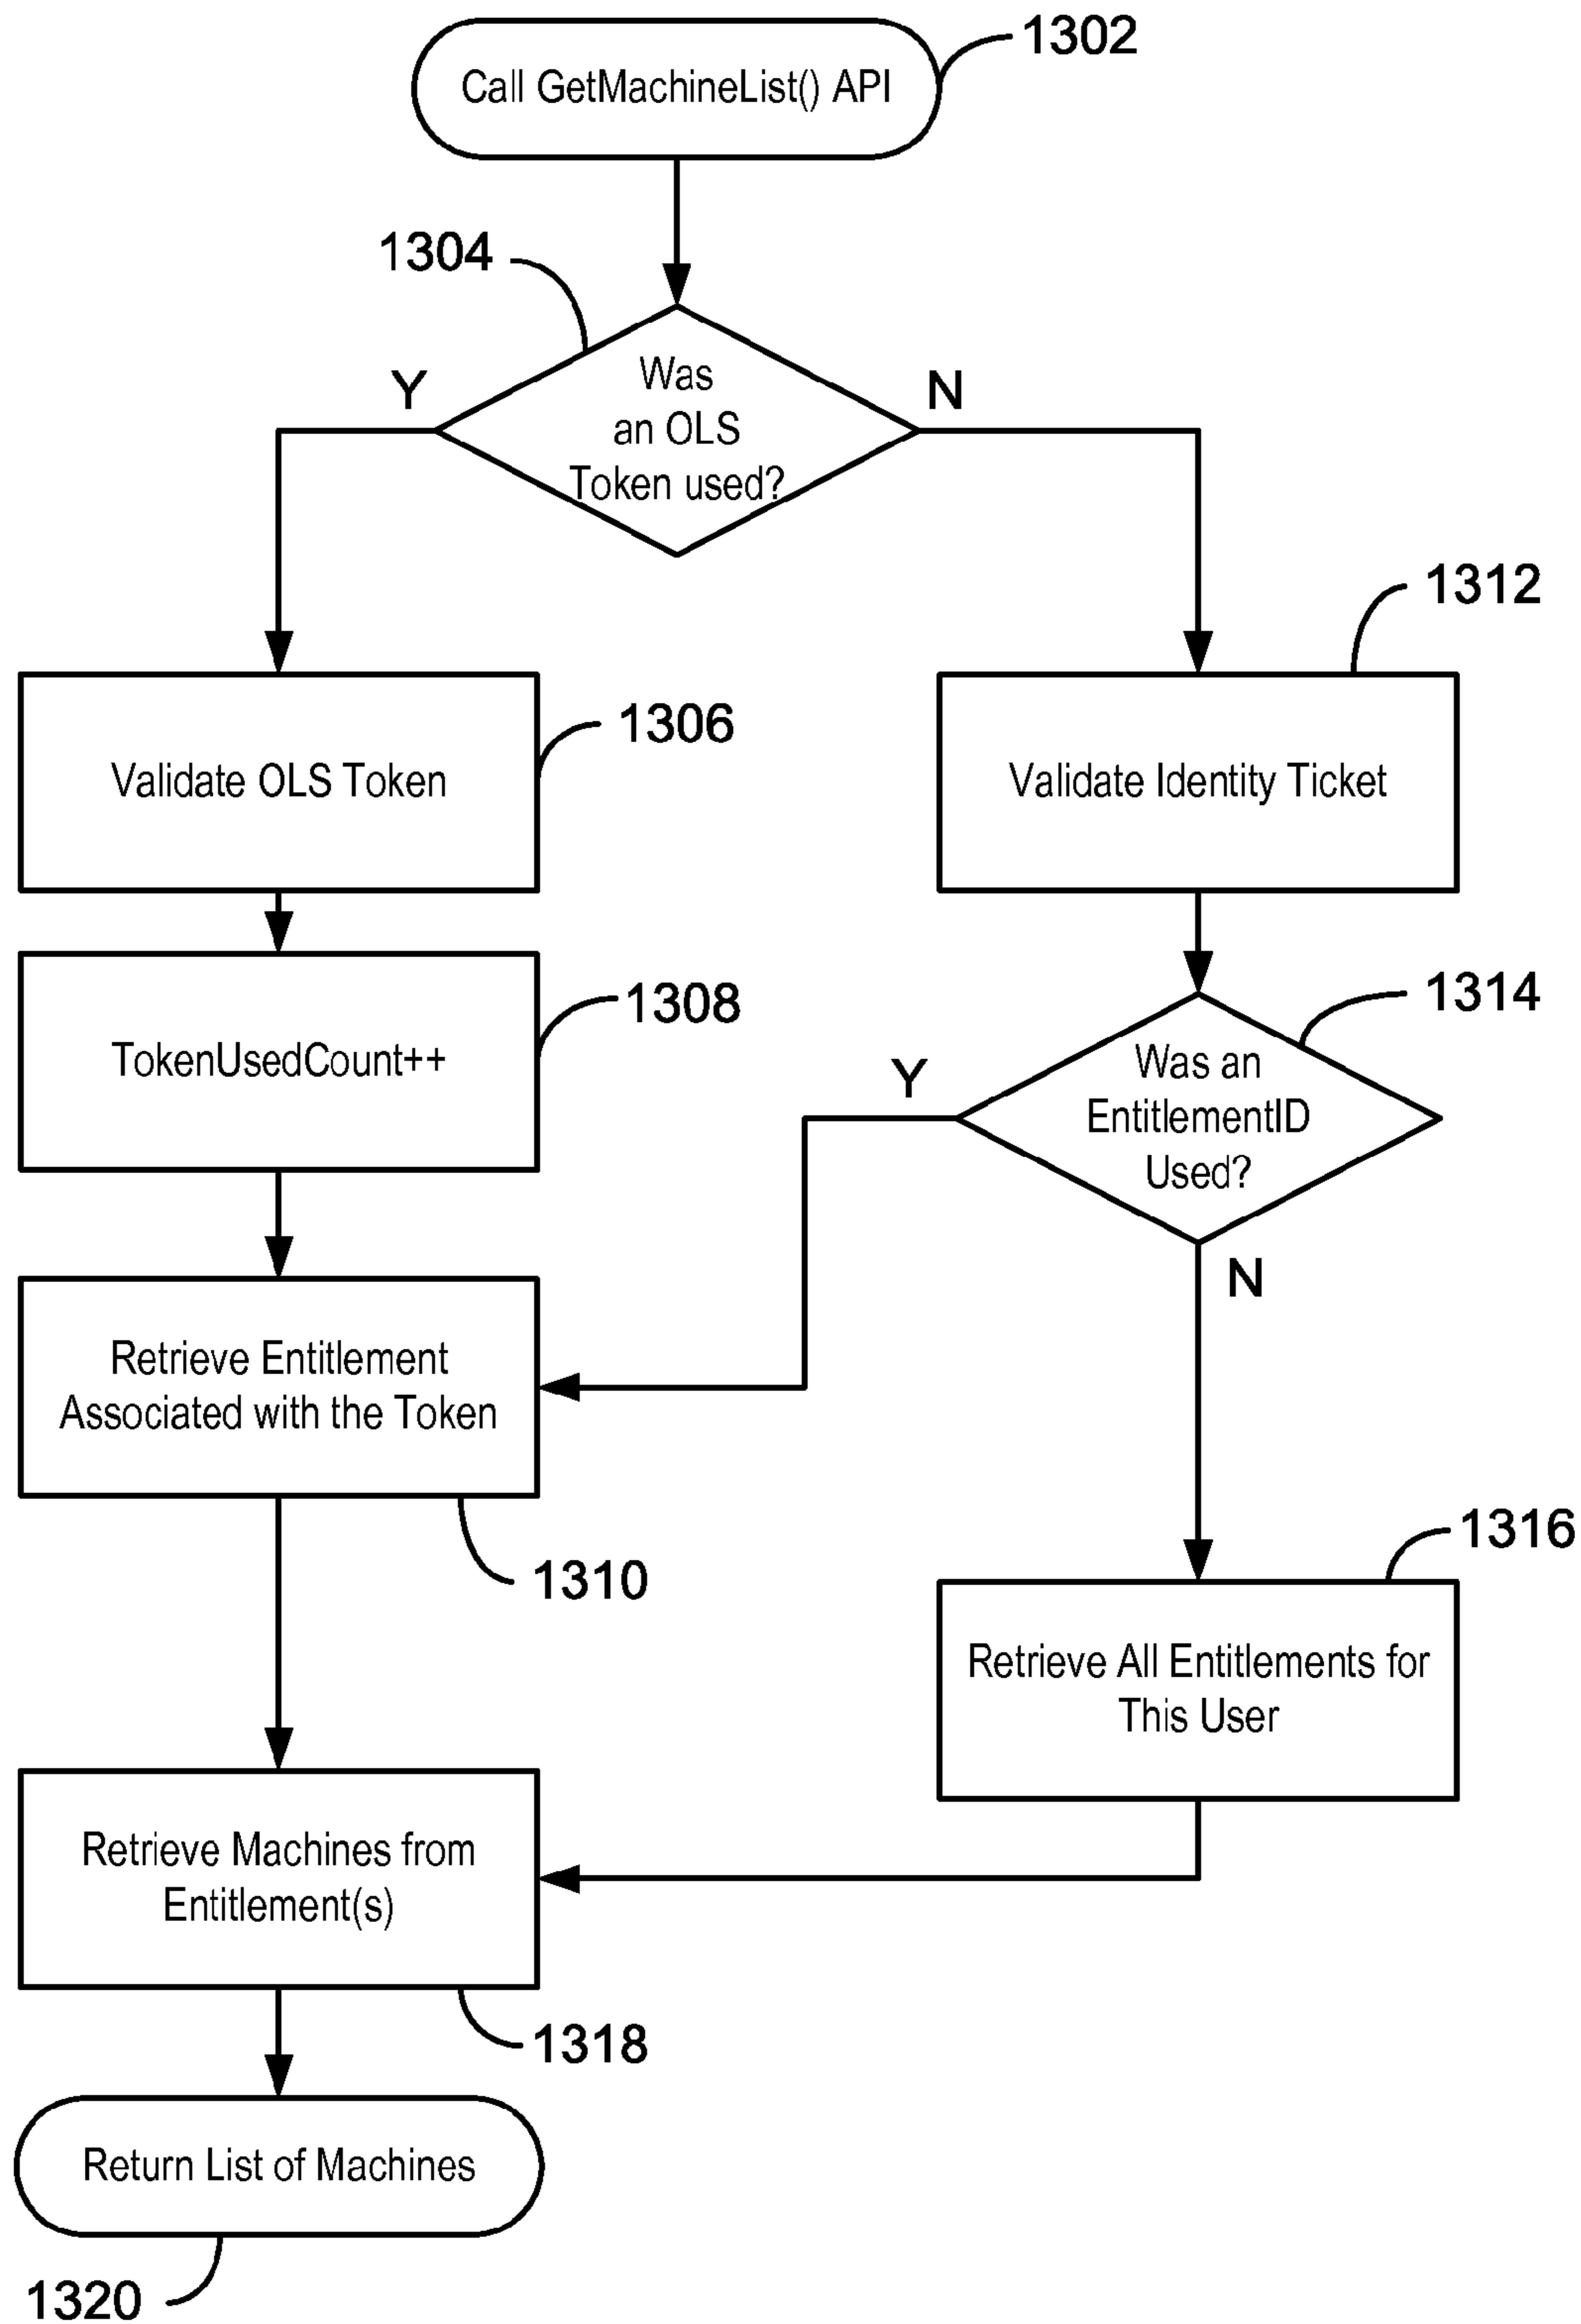 Call GetMachineList() API
1302
1304
Y
Was
an OLS
Token used?
N
1312
Validate OLS Token
1306
Validate Identity Ticket
TokenUsedCount++
1308
1314
Y
Was an
EntitlementID
Used?
N
Retrieve Entitlement
Associated with the Token
1310
1316
Retrieve All Entitlements for
This User
Retrieve Machines from
Entitlement(s)
1318
Return List of Machines
1320